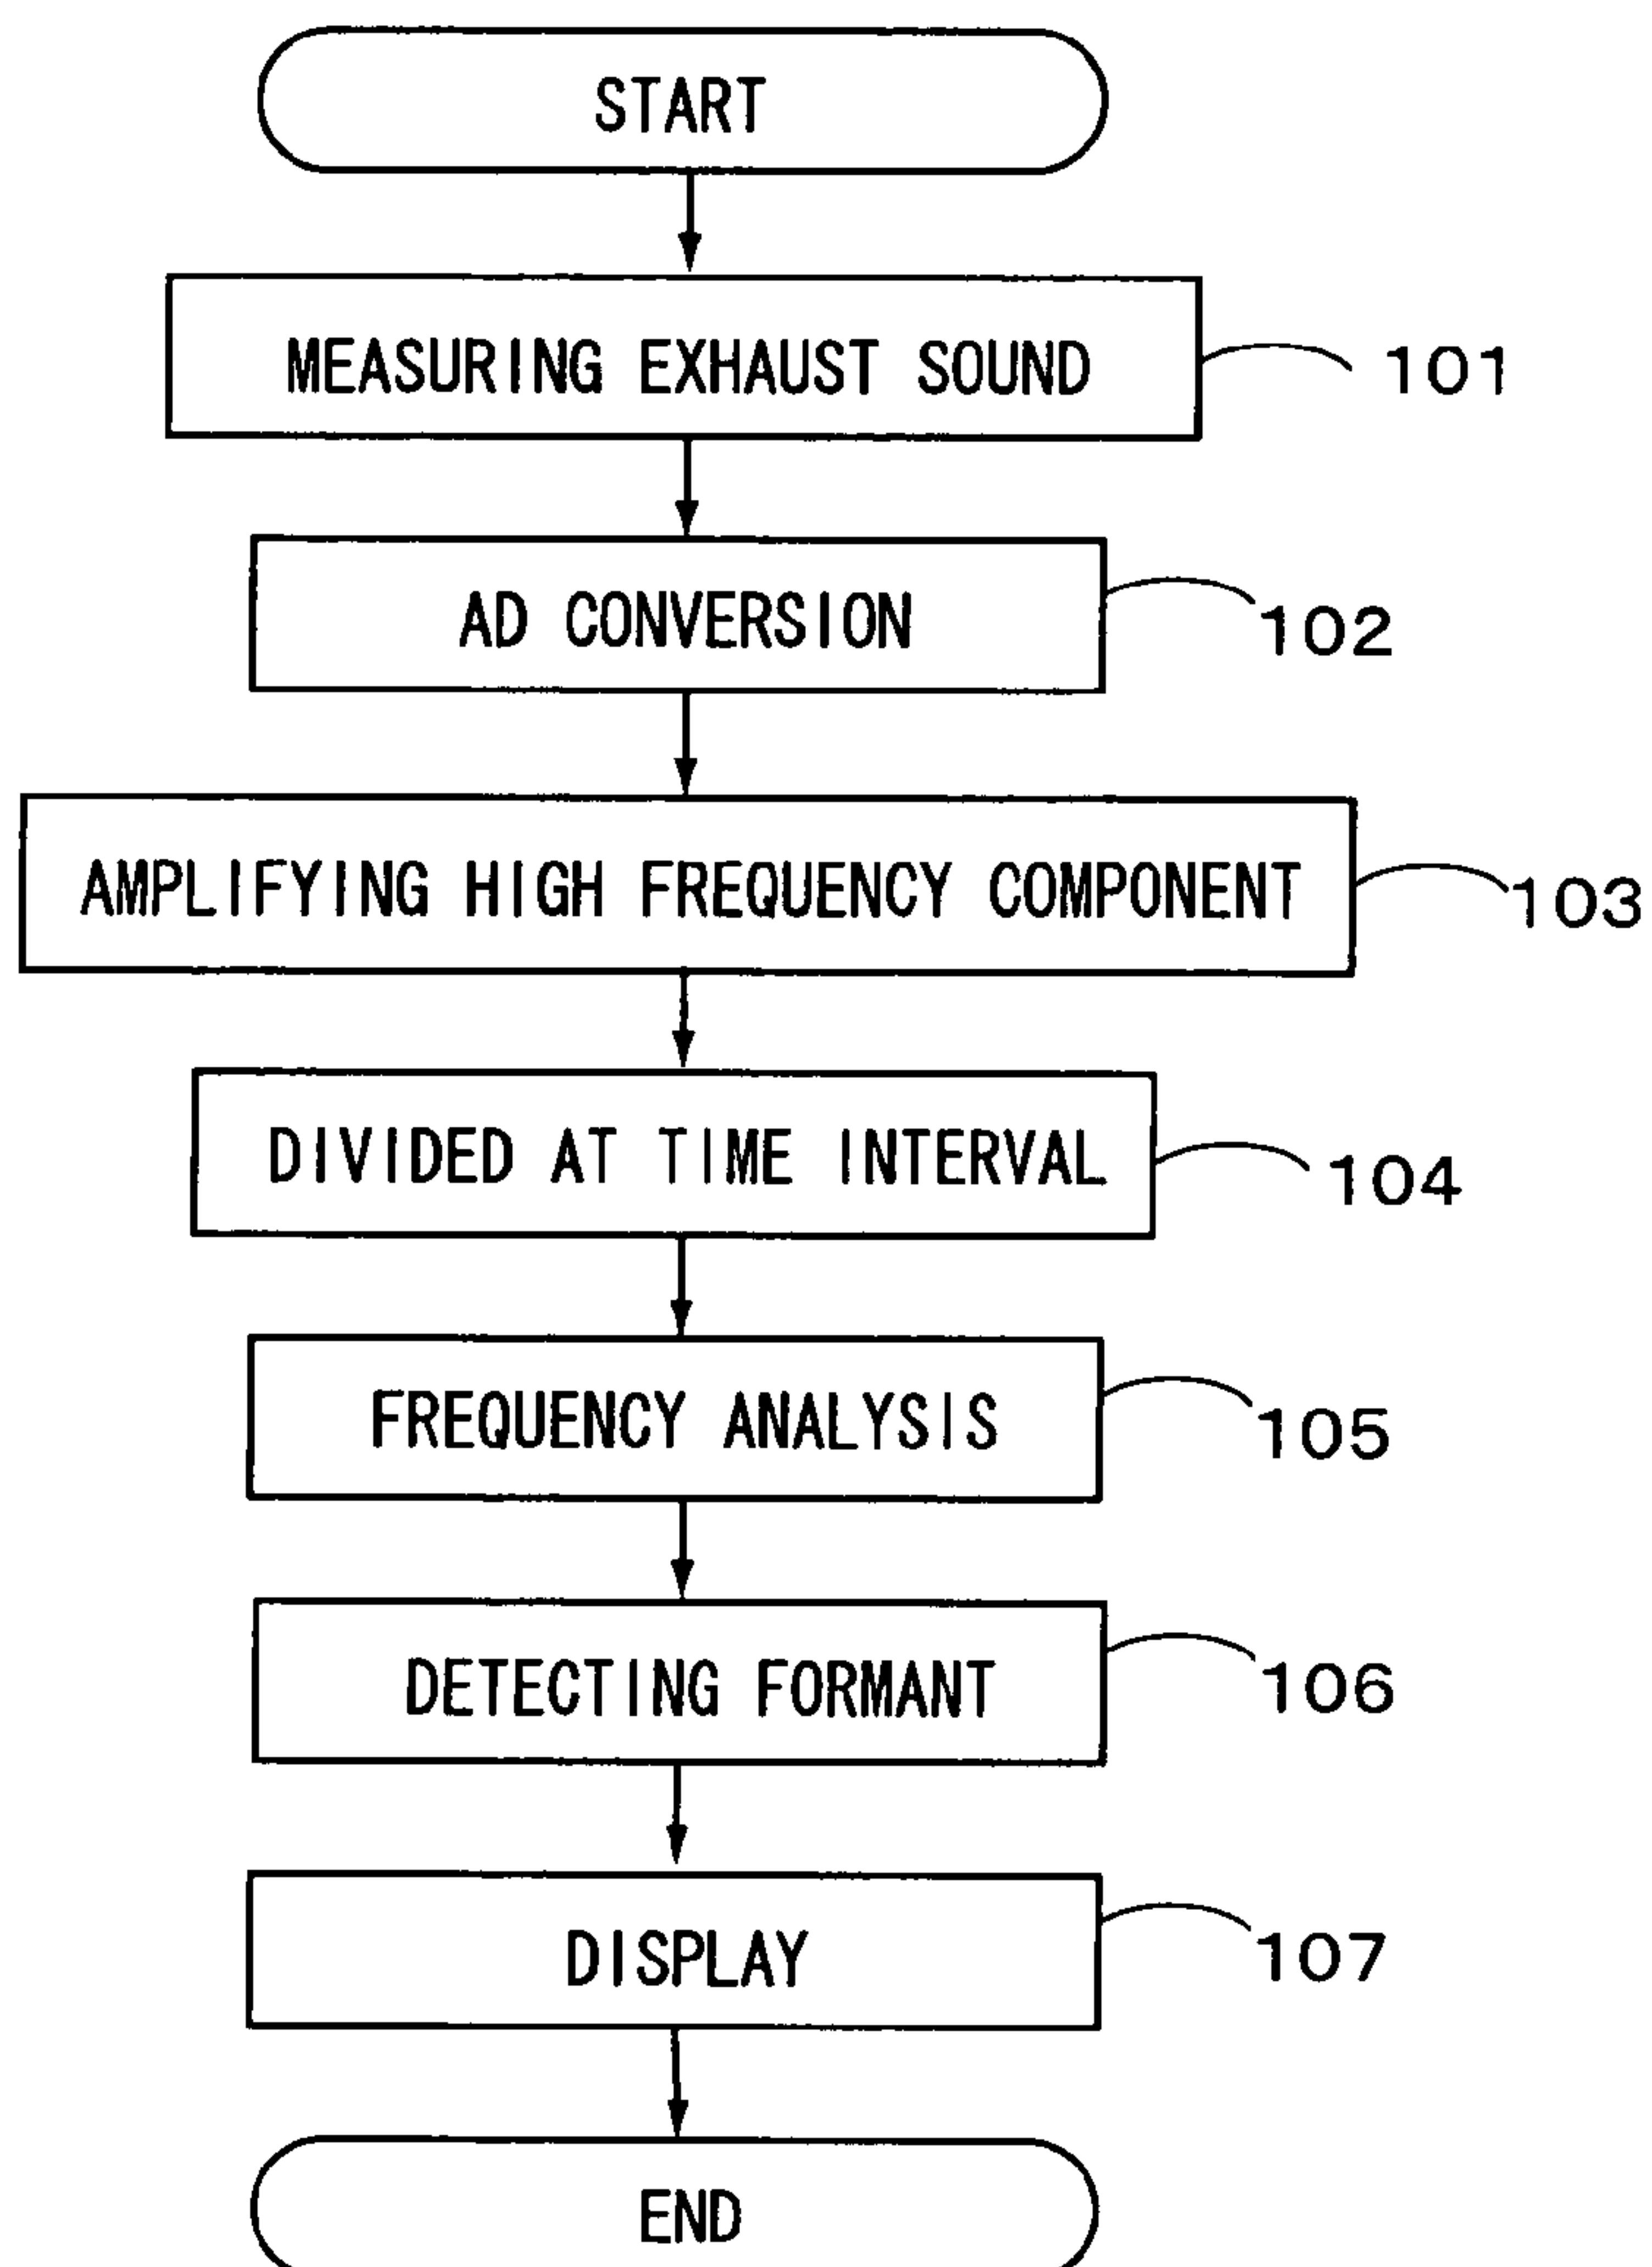 START
MEASURING EXHAUST SOUND 101
AD CONVERSION 102
AMPLIFYING HIGH FREQUENCY COMPONENT 103
DIVIDED AT TIME INTERVAL 104
FREQUENCY ANALYSIS 105
DETECTING FORMANT 106
DISPLAY 107
END